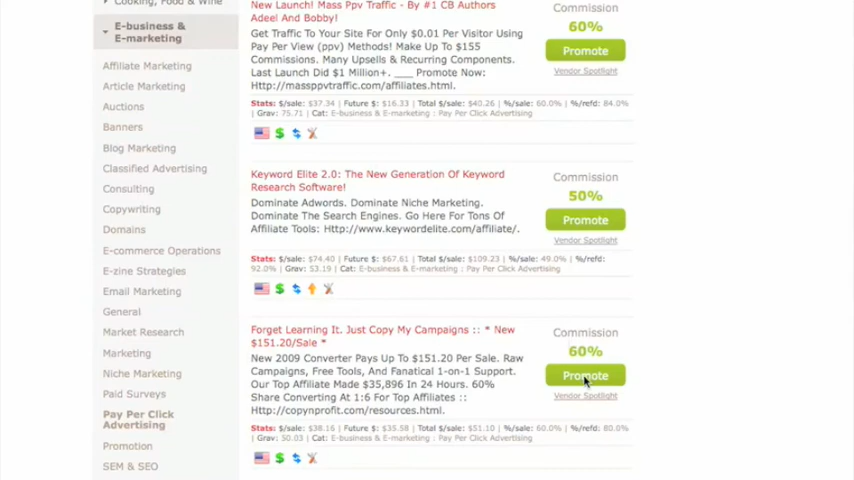 Cooking, Food & Wine
E-business &
E-marketing
Affiliate Marketing
Article Marketing
Auctions
Banners
Blog Marketing
Classified Advertising
Consulting
Copywriting
Domains
E-commerce Operations
E-zine Strategies
Email Marketing
General
Market Research
Marketing
Niche Marketing
Paid Surveys
Pay Per Click
Advertising
Promotion
SEM & SEO
New Launch! Mass Ppv Traffic - By #1 CB Authors
Adeel And Bobby!
Get Traffic To Your Site For Only $0.01 Per Visitor Using
Pay Per View (ppv) Methods! Make Up To $155
Commissions. Many Upsells & Recurring Components.
Last Launch Did $1 Million+. ___ Promote Now:
Http://massppvtraffic.com/affiliates.html.
Stats: $/sale: $37.34 | Future $: $16.33 | Total $/sale: $40.26 | %/sale: 60.0% | %/refd: 84.0%
| Grav: 75.71 | Cat: E-business & E-marketing : Pay Per Click Advertising
Commission
60%
Promote
Vendor Spotlight
Keyword Elite 2.0: The New Generation Of Keyword
Research Software!
Dominate Adwords. Dominate Niche Marketing.
Dominate The Search Engines. Go Here For Tons Of
Affiliate Tools: Http://www.keywordelite.com/affiliate/.
Stats: $/sale: $74.40 | Future $: $67.61 | Total $/sale: $109.23 | %/sale: 49.0% | %/refd:
92.0% | Grav: 53.19 | Cat: E-business & E-marketing : Pay Per Click Advertising
Commission
50%
Promote
Vendor Spotlight
Forget Learning It. Just Copy My Campaigns :: * New
$151.20/Sale *
New 2009 Converter Pays Up To $151.20 Per Sale. Raw
Campaigns, Free Tools, And Fanatical 1-on-1 Support.
Our Top Affiliate Made $35,896 In 24 Hours. 60%
Share Converting At 1:6 For Top Affiliates ::
Http://copynprofit.com/resources.html.
Stats: $/sale: $38.16 | Future $: $35.58 | Total $/sale: $51.10 | %/sale: 60.0% | %/refd: 80.0%
| Grav: 50.03 | Cat: E-business & E-marketing : Pay Per Click Advertising
Commission
60%
Promote
Vendor Spotlight